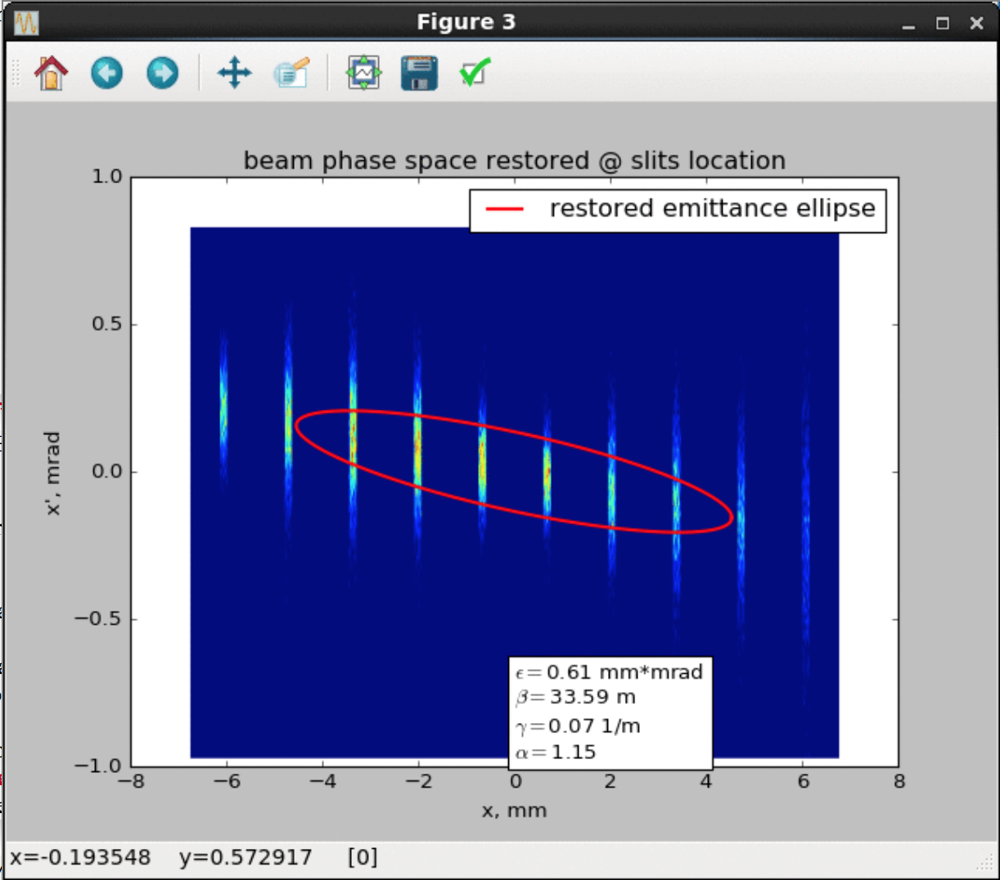 Figure 3
beam phase space restored @ slits location
restored emittance ellipse
1.0
0.5
0.0
−0.5
−1.0
x', mrad
−8 −6 −4 −2 0 2 4 6 8
x, mm
ϵ=0.61 mm*mrad
β=33.59 m
γ=0.07 1/m
α=1.15
x=-0.193548 y=0.572917 [0]